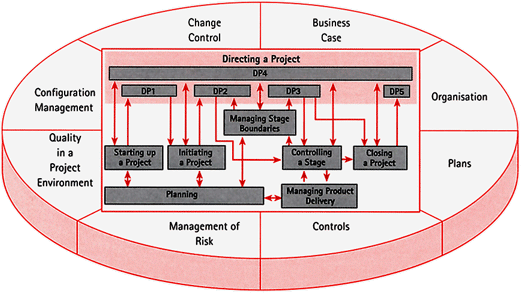 Change
Control
Business
Case
Directing a Project
DP4
Configuration
Management
DP1
DP2
DP3
DP5
Organisation
Managing Stage
Boundaries
Quality
in a
Project
Environment
Starting up
a Project
Initiating
a Project
Controlling
a Stage
Closing
a Project
Plans
Planning
Managing Product
Delivery
Management of
Risk
Controls